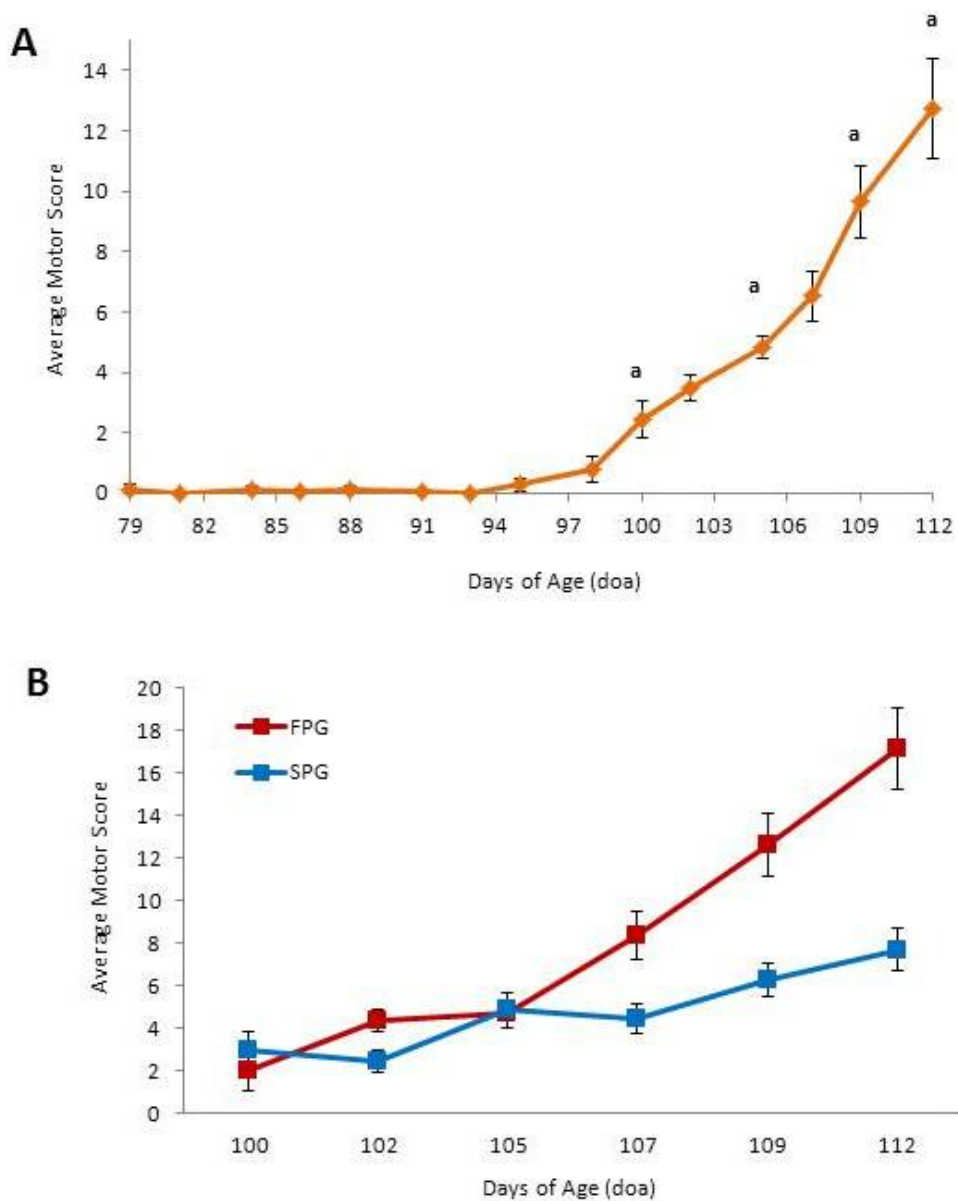 A
a
14
12
a
10
8
a
6
4
a
2
0
79 82 85 88 91 94 97 100 103 106 109 112
Average Motor Score
Days of Age (doa)
B
20
18
FPG
16
SPG
14
12
10
8
6
4
2
0
100 102 105 107 109 112
Average Motor Score
Days of Age (doa)